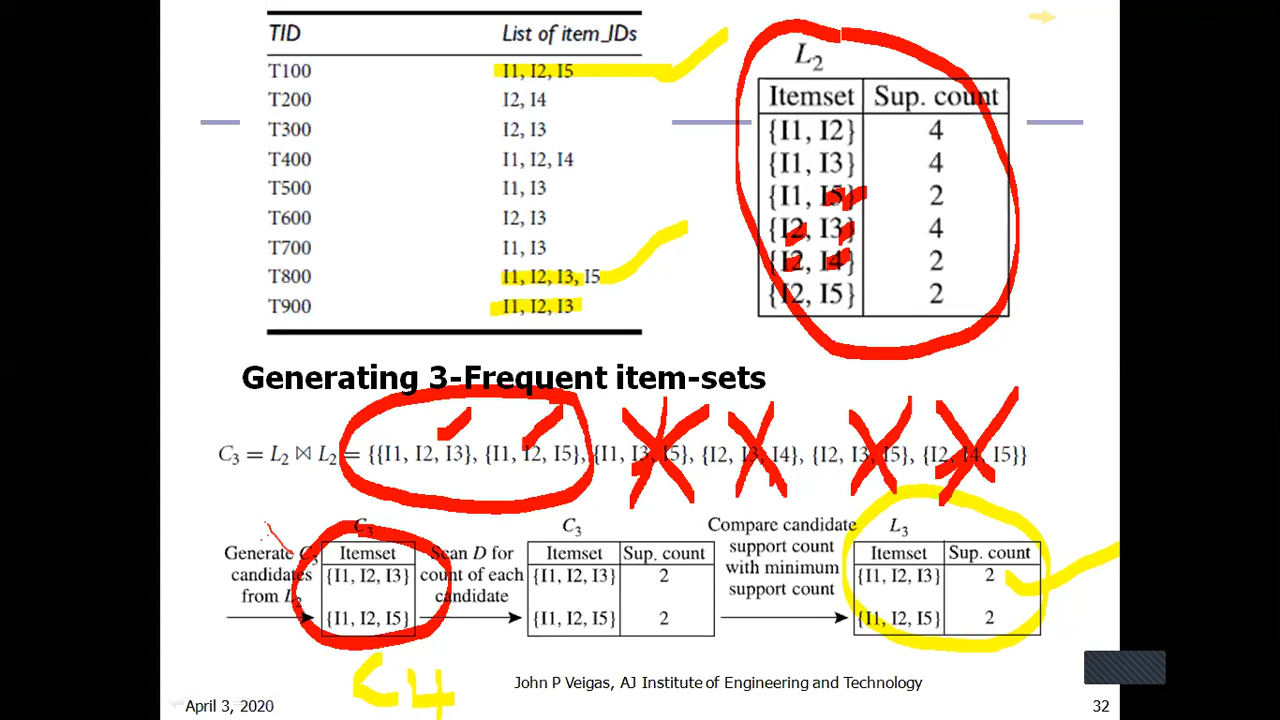 TID List of item_IDs
T100 I1, I2, I5
T200 I2, I4
T300 I2, I3
T400 I1, I2, I4
T500 I1, I3
T600 I2, I3
T700 I1, I3
T800 I1, I2, I3, I5
T900 I1, I2, I3
L2
Itemset Sup. count
{I1, I2} 4
{I1, I3} 4
{I1, I5} 2
{I2, I3} 4
{I2, I4} 2
{I2, I5} 2
Generating 3-Frequent item-sets
C3 = L2 ⋈ L2 = {{I1, I2, I3}, {I1, I2, I5}, {I1, I3, I5}, {I2, I3, I4}, {I2, I3, I5}, {I2, I4, I5}}
Generate C3
candidates
from L2
C3
Itemset
{I1, I2, I3}
{I1, I2, I5}
Scan D for
count of each
candidate
C3
Itemset Sup. count
{I1, I2, I3} 2
{I1, I2, I5} 2
Compare candidate
support count
with minimum
support count
L3
Itemset Sup. count
{I1, I2, I3} 2
{I1, I2, I5} 2
C4
April 3, 2020
John P Veigas, AJ Institute of Engineering and Technology
32